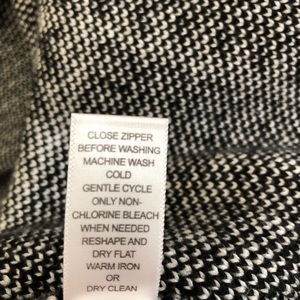 CLOSE ZIPPER
BEFORE WASHING
MACHINE WASH
COLD
GENTLE CYCLE
ONLY NON-
CHLORINE BLEACH
WHEN NEEDED
RESHAPE AND
DRY FLAT
WARM IRON
OR
DRY CLEAN